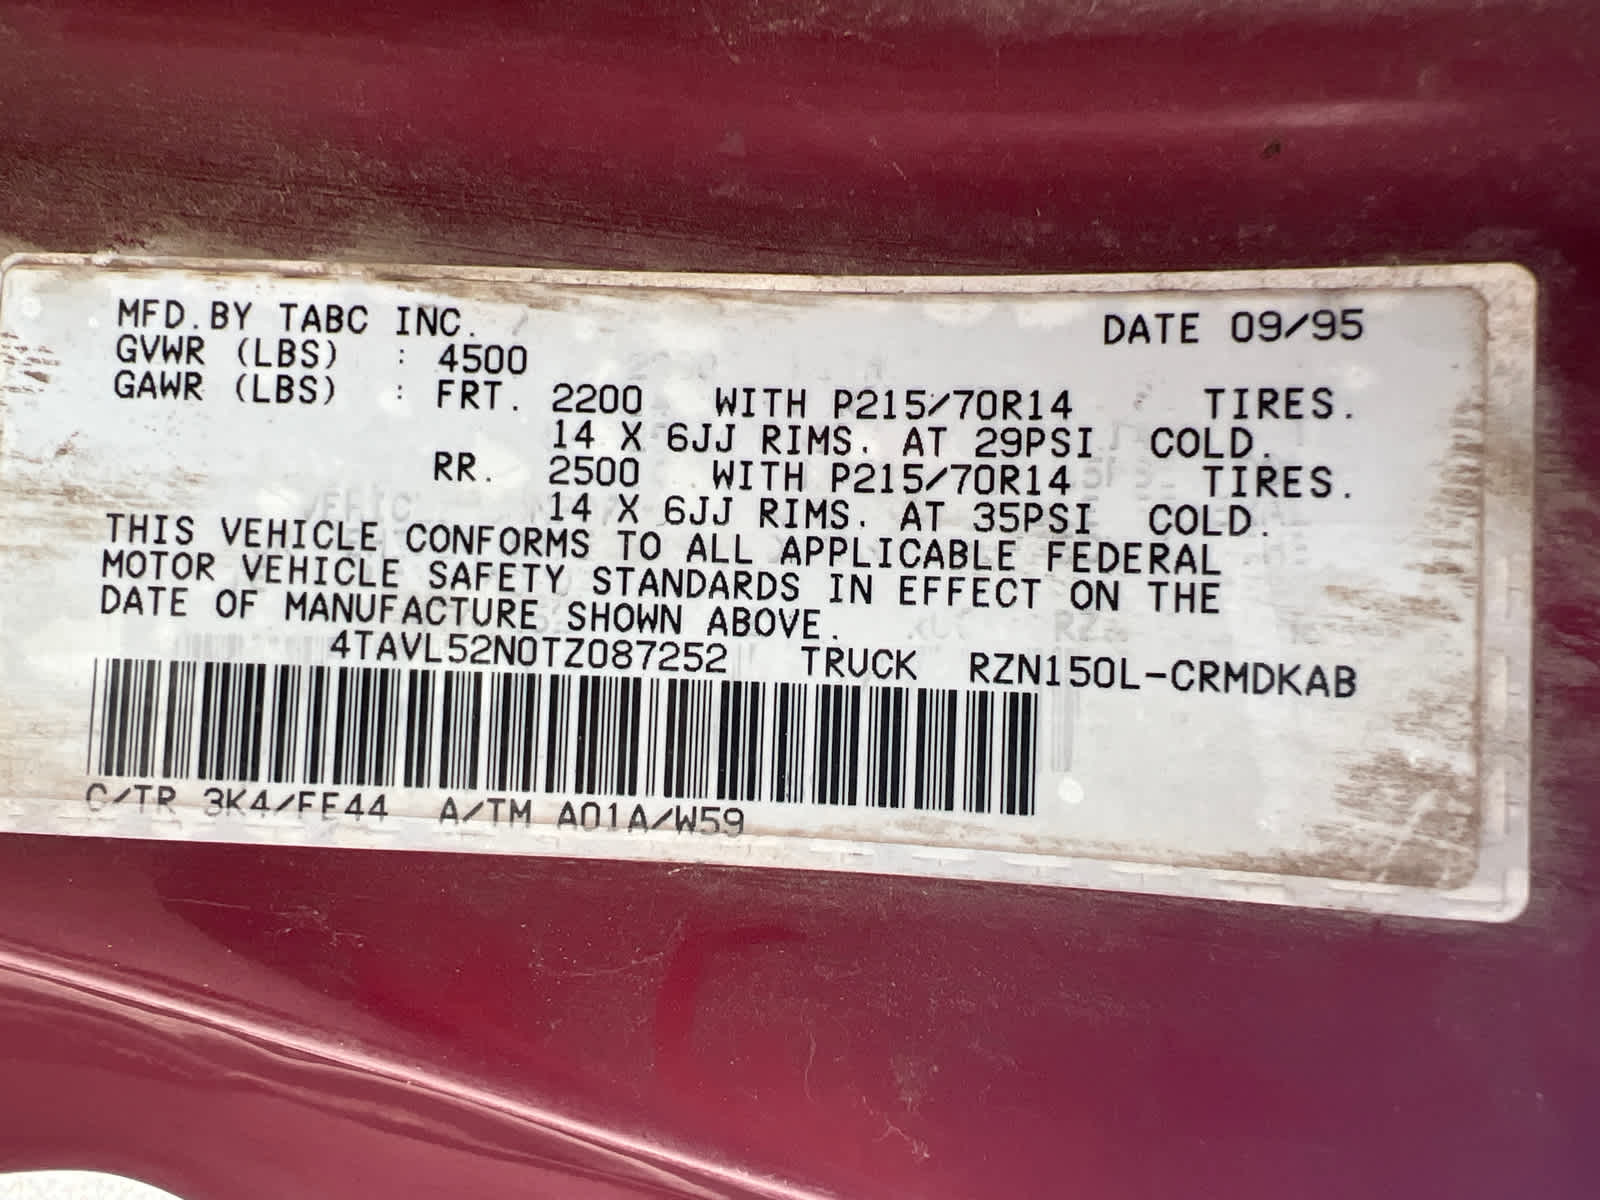 MFD.BY TABC INC. DATE 09/95
GVWR (LBS) : 4500
GAWR (LBS) : FRT. 2200 WITH P215/70R14 TIRES.
14 X 6JJ RIMS. AT 29PSI COLD.
RR. 2500 WITH P215/70R14 TIRES.
14 X 6JJ RIMS. AT 35PSI COLD.
THIS VEHICLE CONFORMS TO ALL APPLICABLE FEDERAL
MOTOR VEHICLE SAFETY STANDARDS IN EFFECT ON THE
DATE OF MANUFACTURE SHOWN ABOVE.
4TAVL52N0TZ087252 TRUCK RZN150L-CRMDKAB
C/TR 3K4/FE44 A/TM A01A/W59